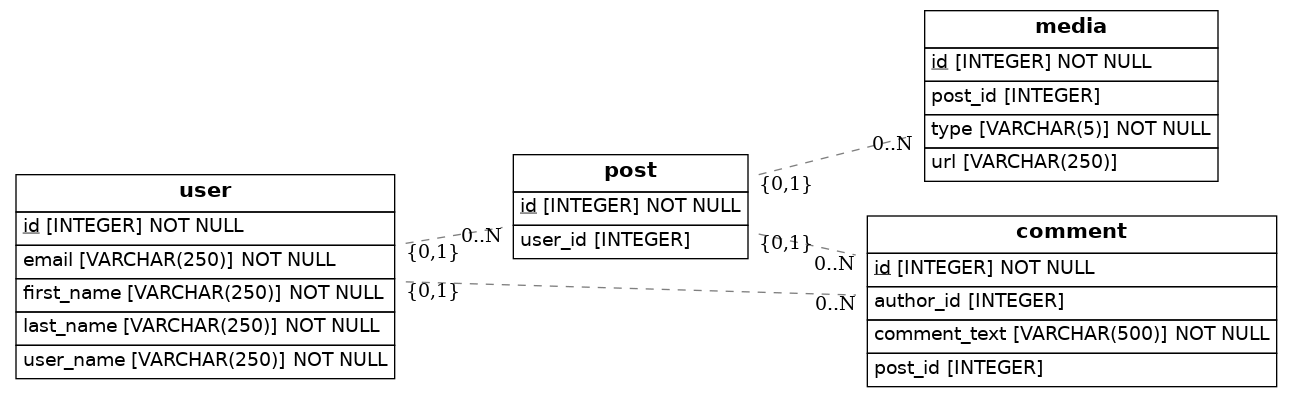 user
id [INTEGER] NOT NULL
email [VARCHAR(250)] NOT NULL
first_name [VARCHAR(250)] NOT NULL
last_name [VARCHAR(250)] NOT NULL
user_name [VARCHAR(250)] NOT NULL
{0,1}
0..N
{0,1}
0..N
post
id [INTEGER] NOT NULL
user_id [INTEGER]
{0,1}
0..N
{0,1}
0..N
media
id [INTEGER] NOT NULL
post_id [INTEGER]
type [VARCHAR(5)] NOT NULL
url [VARCHAR(250)]
comment
id [INTEGER] NOT NULL
author_id [INTEGER]
comment_text [VARCHAR(500)] NOT NULL
post_id [INTEGER]